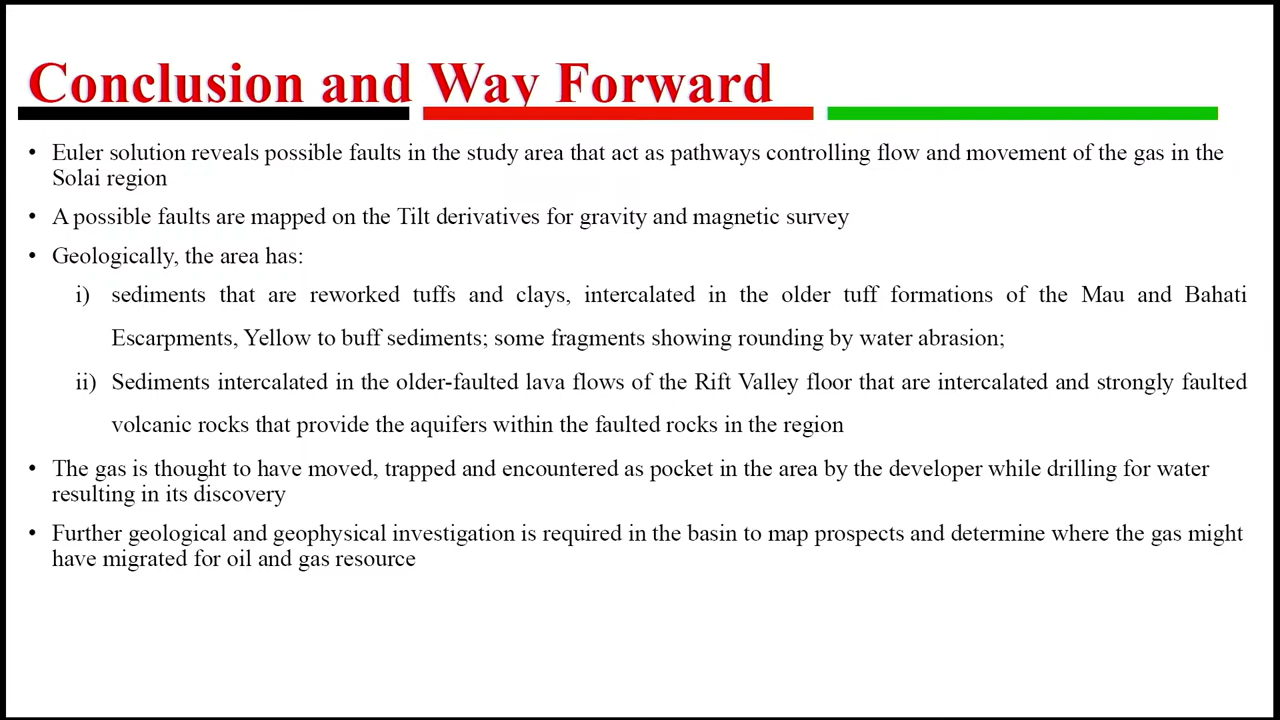 Conclusion and Way Forward
• Euler solution reveals possible faults in the study area that act as pathways controlling flow and movement of the gas in the
Solai region
• A possible faults are mapped on the Tilt derivatives for gravity and magnetic survey
• Geologically, the area has:
i) sediments that are reworked tuffs and clays, intercalated in the older tuff formations of the Mau and Bahati
Escarpments, Yellow to buff sediments; some fragments showing rounding by water abrasion;
ii) Sediments intercalated in the older-faulted lava flows of the Rift Valley floor that are intercalated and strongly faulted
volcanic rocks that provide the aquifers within the faulted rocks in the region
• The gas is thought to have moved, trapped and encountered as pocket in the area by the developer while drilling for water
resulting in its discovery
• Further geological and geophysical investigation is required in the basin to map prospects and determine where the gas might
have migrated for oil and gas resource